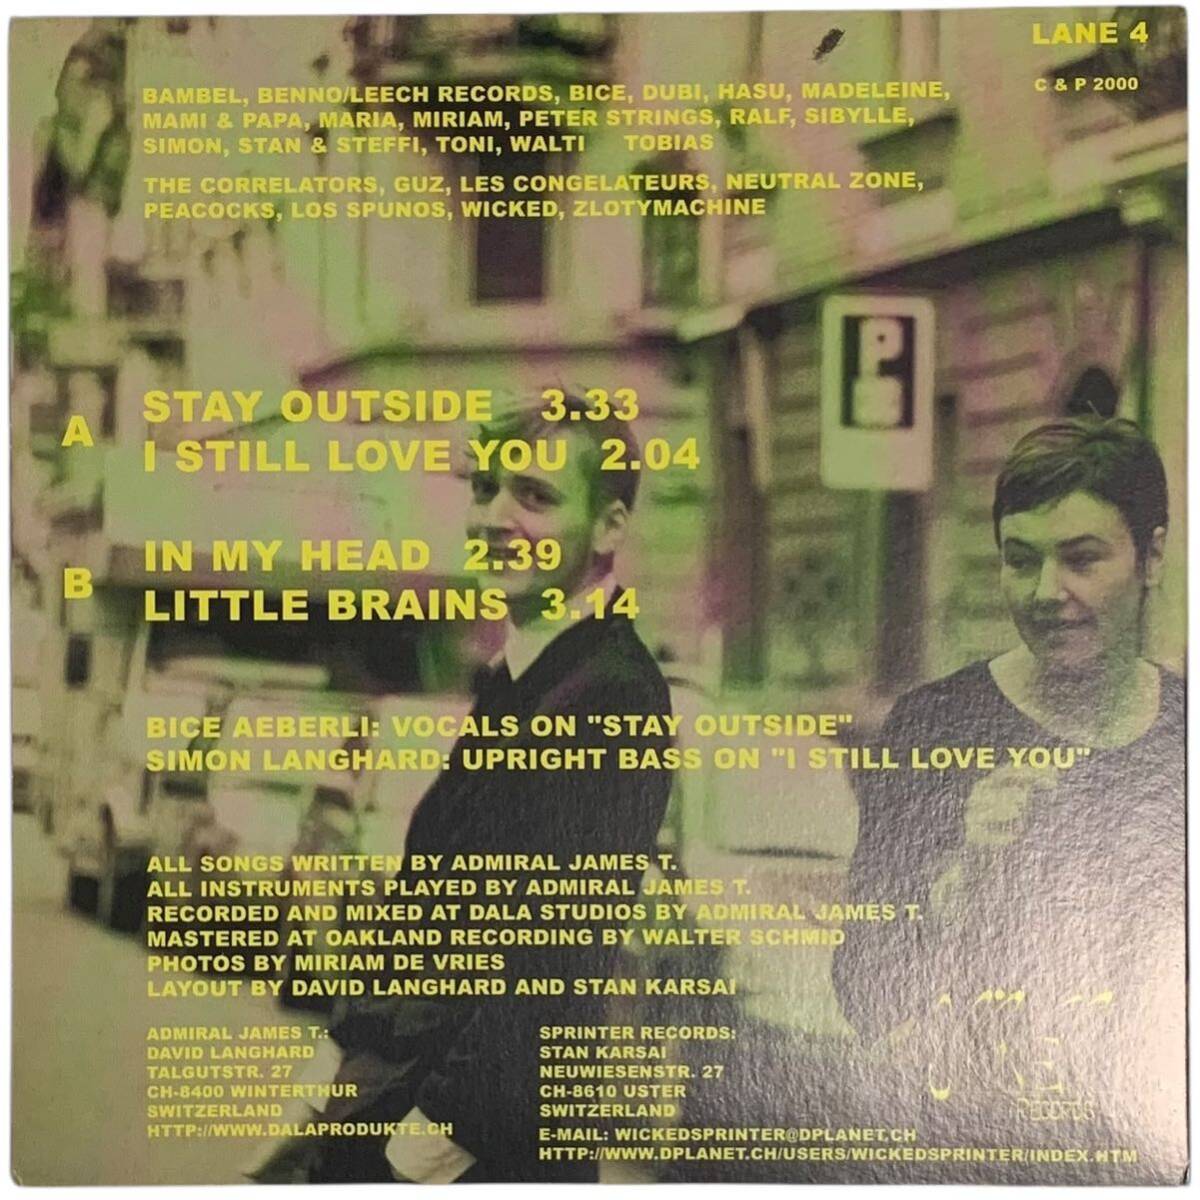 LANE 4
C & P 2000
BAMBEL, BENNO/LEECH RECORDS, BICE, DUBI, HASU, MADELEINE,
MAMI & PAPA, MARIA, MIRIAM, PETER STRINGS, RALF, SIBYLLE,
SIMON, STAN & STEFFI, TONI, WALTI TOBIAS
THE CORRELATORS, GUZ, LES CONGELATEURS, NEUTRAL ZONE,
PEACOCKS, LOS SPUNOS, WICKED, ZLOTYMACHINE
P
A
STAY OUTSIDE 3.33
I STILL LOVE YOU 2.04
B
IN MY HEAD 2.39
LITTLE BRAINS 3.14
BICE AEBERLI: VOCALS ON "STAY OUTSIDE"
SIMON LANGHARD: UPRIGHT BASS ON "I STILL LOVE YOU"
ALL SONGS WRITTEN BY ADMIRAL JAMES T.
ALL INSTRUMENTS PLAYED BY ADMIRAL JAMES T.
RECORDED AND MIXED AT DALA STUDIOS BY ADMIRAL JAMES T.
MASTERED AT OAKLAND RECORDING BY WALTER SCHMID
PHOTOS BY MIRIAM DE VRIES
LAYOUT BY DAVID LANGHARD AND STAN KARSAI
ADMIRAL JAMES T.:
DAVID LANGHARD
TALGUTSTR. 27
CH-8400 WINTERTHUR
SWITZERLAND
HTTP://WWW.DALAPRODUKTE.CH
SPRINTER RECORDS:
STAN KARSAI
NEUWIESENSTR. 27
CH-8610 USTER
SWITZERLAND
E-MAIL: WICKEDSPRINTER@DPLANET.CH
HTTP://WWW.DPLANET.CH/USERS/WICKEDSPRINTER/INDEX.HTM
RECORDS